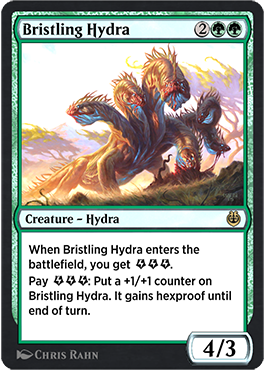 Bristling Hydra 2
Creature – Hydra
When Bristling Hydra enters the
battlefield, you get .
Pay : Put a +1/+1 counter on
Bristling Hydra. It gains hexproof until
end of turn.
4/3
Chris Rahn